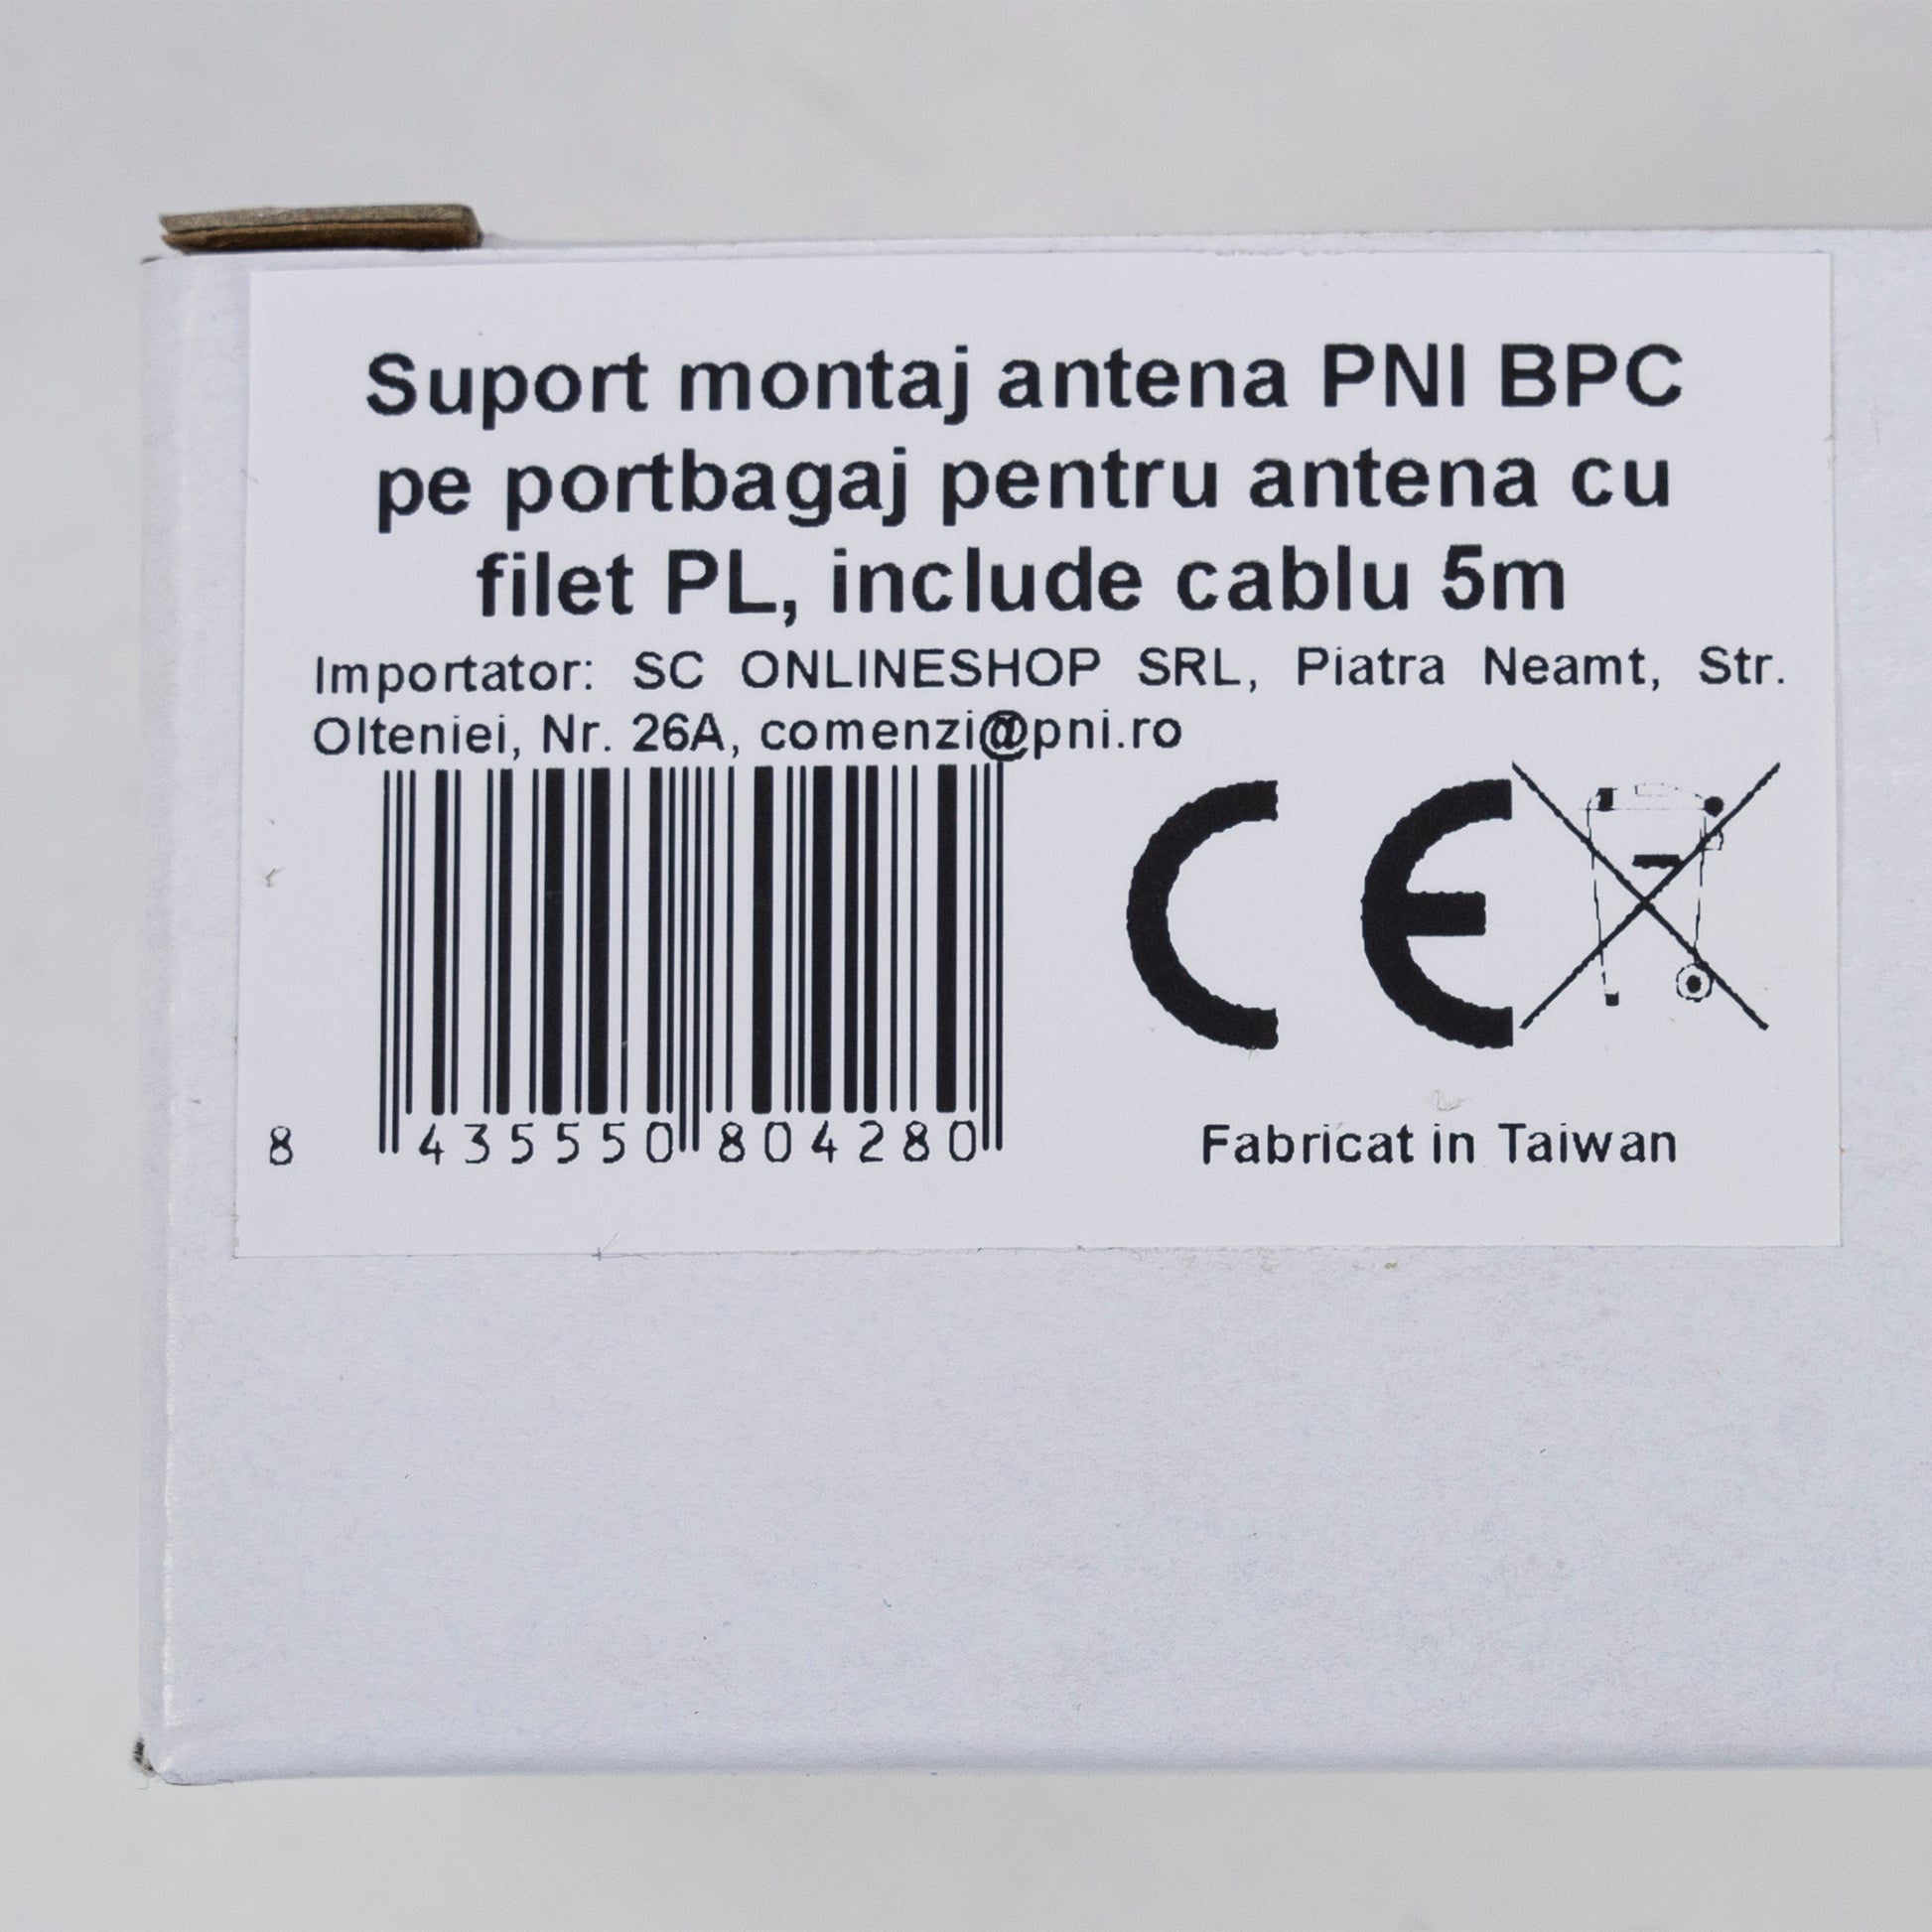 Suport montaj antena PNI BPC
pe portbagaj pentru antena cu
filet PL, include cablu 5m
Importator: SC ONLINESHOP SRL, Piatra Neamt, Str.
Olteniei, Nr. 26A, comenzi@pni.ro
CE
8 435550 804280
Fabricat in Taiwan